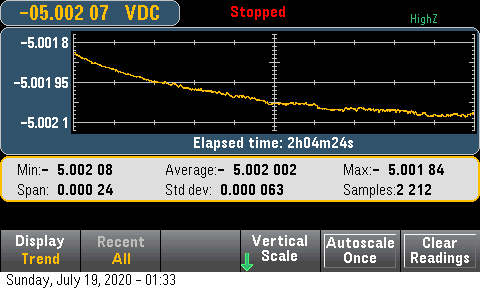 -05.002 07 VDC
Stopped
HighZ
-5.001 8
-5.001 95
-5.002 1
Elapsed time: 2h04m24s
Min:- 5.002 08 Average:- 5.002 002 Max:- 5.001 84
Span: 0.000 24 Std dev: 0.000 063 Samples:2 212
Display
Trend
Recent
All
Vertical
Scale
Autoscale
Once
Clear
Readings
Sunday, July 19, 2020 - 01:33